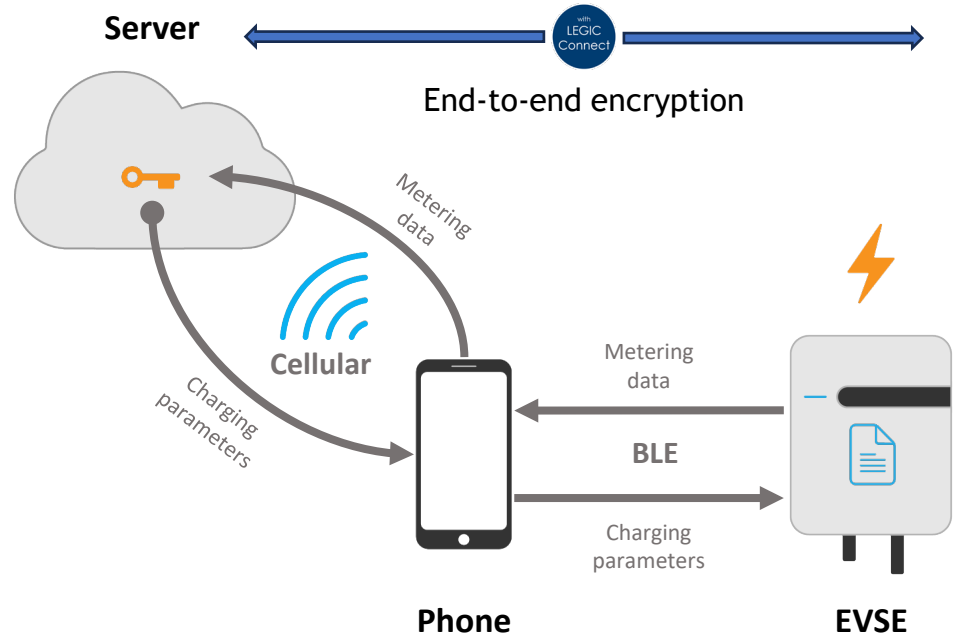 Server
with
LEGIC
Connect
End-to-end encryption
Metering
data
Cellular
Charging
parameters
Metering
data
BLE
Charging
parameters
Phone
EVSE